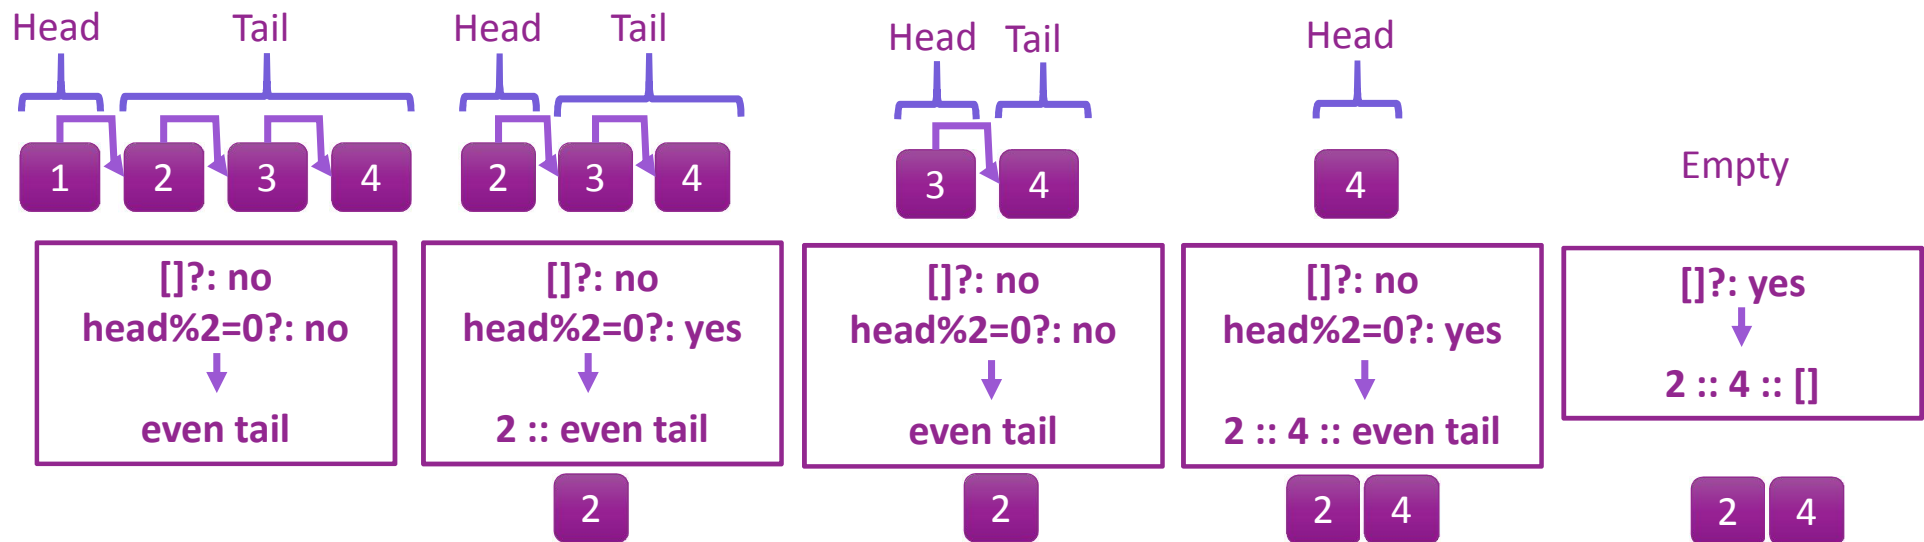 Head Tail Head Tail Head Tail Head
1 2 3 4 2 3 4 3 4 4 Empty
[]?: no
head%2=0?: no
even tail
[]?: no
head%2=0?: yes
2 :: even tail
2
[]?: no
head%2=0?: no
even tail
2
[]?: no
head%2=0?: yes
2 :: 4 :: even tail
2 4
[]?: yes
2 :: 4 :: []
2 4